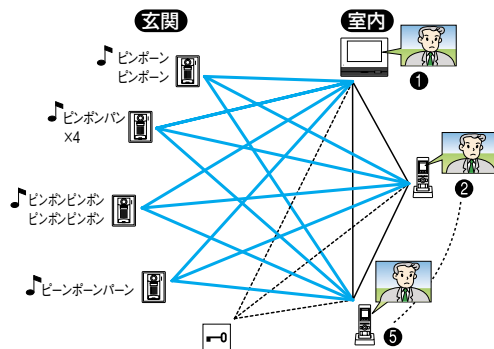 玄関
室内
♪ピンポーン
ピンポーン
❶
♪ピンポンパン
×4
❷
♪ピンポンピンポン
ピンポンピンポン
♪ピーンポーンパーン
❺